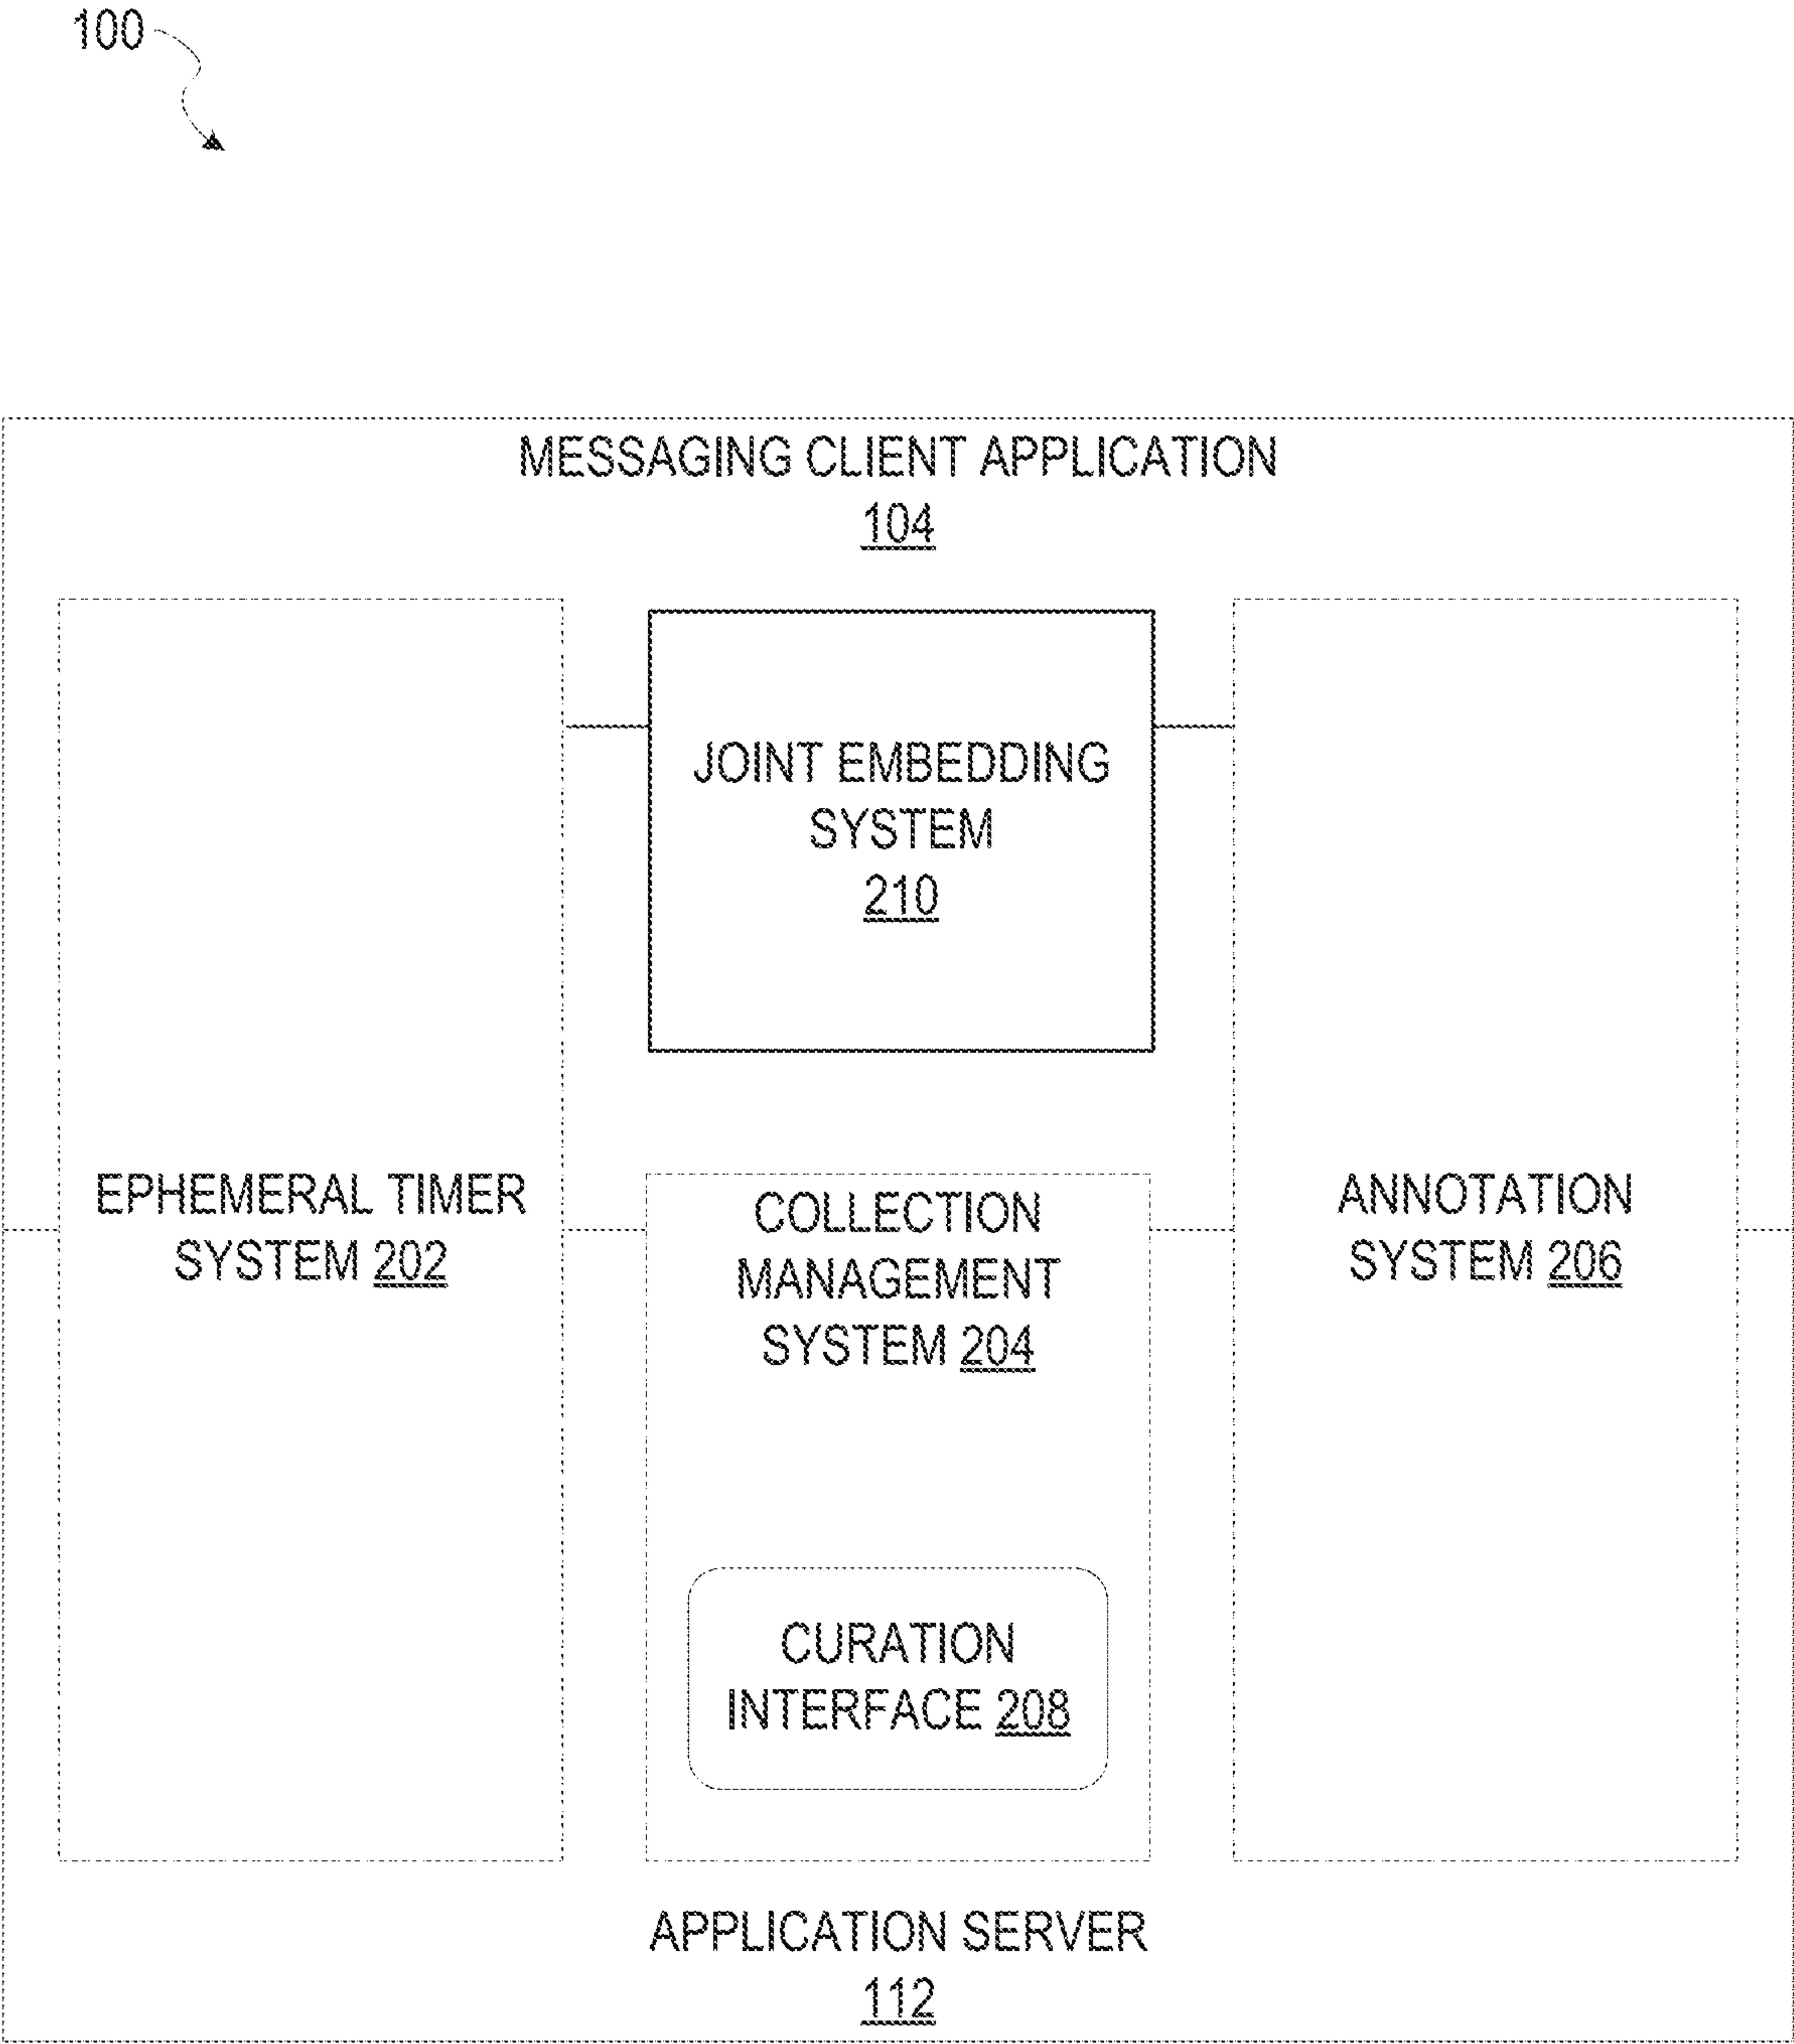 100
MESSAGING CLIENT APPLICATION
104
JOINT EMBEDDING
SYSTEM
210
EPHEMERAL TIMER
SYSTEM 202
COLLECTION
MANAGEMENT
SYSTEM 204
ANNOTATION
SYSTEM 206
CURATION
INTERFACE 208
APPLICATION SERVER
112